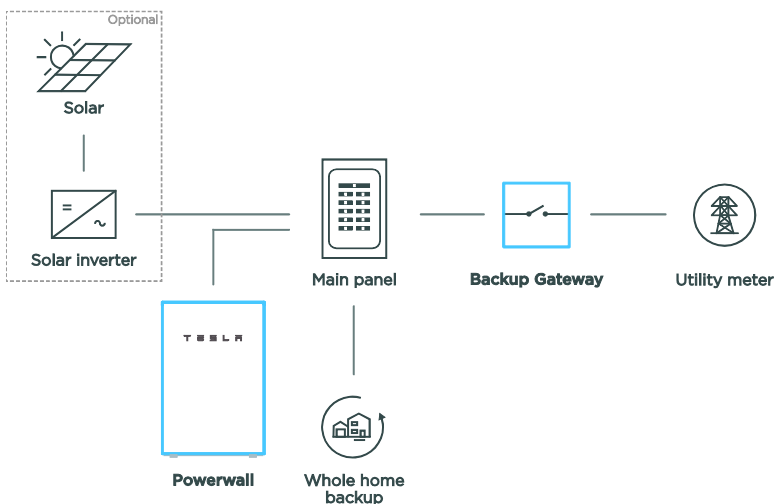 Optional
Solar
Solar inverter
Main panel
Backup Gateway
Utility meter
TESLA
Powerwall
Whole home
backup